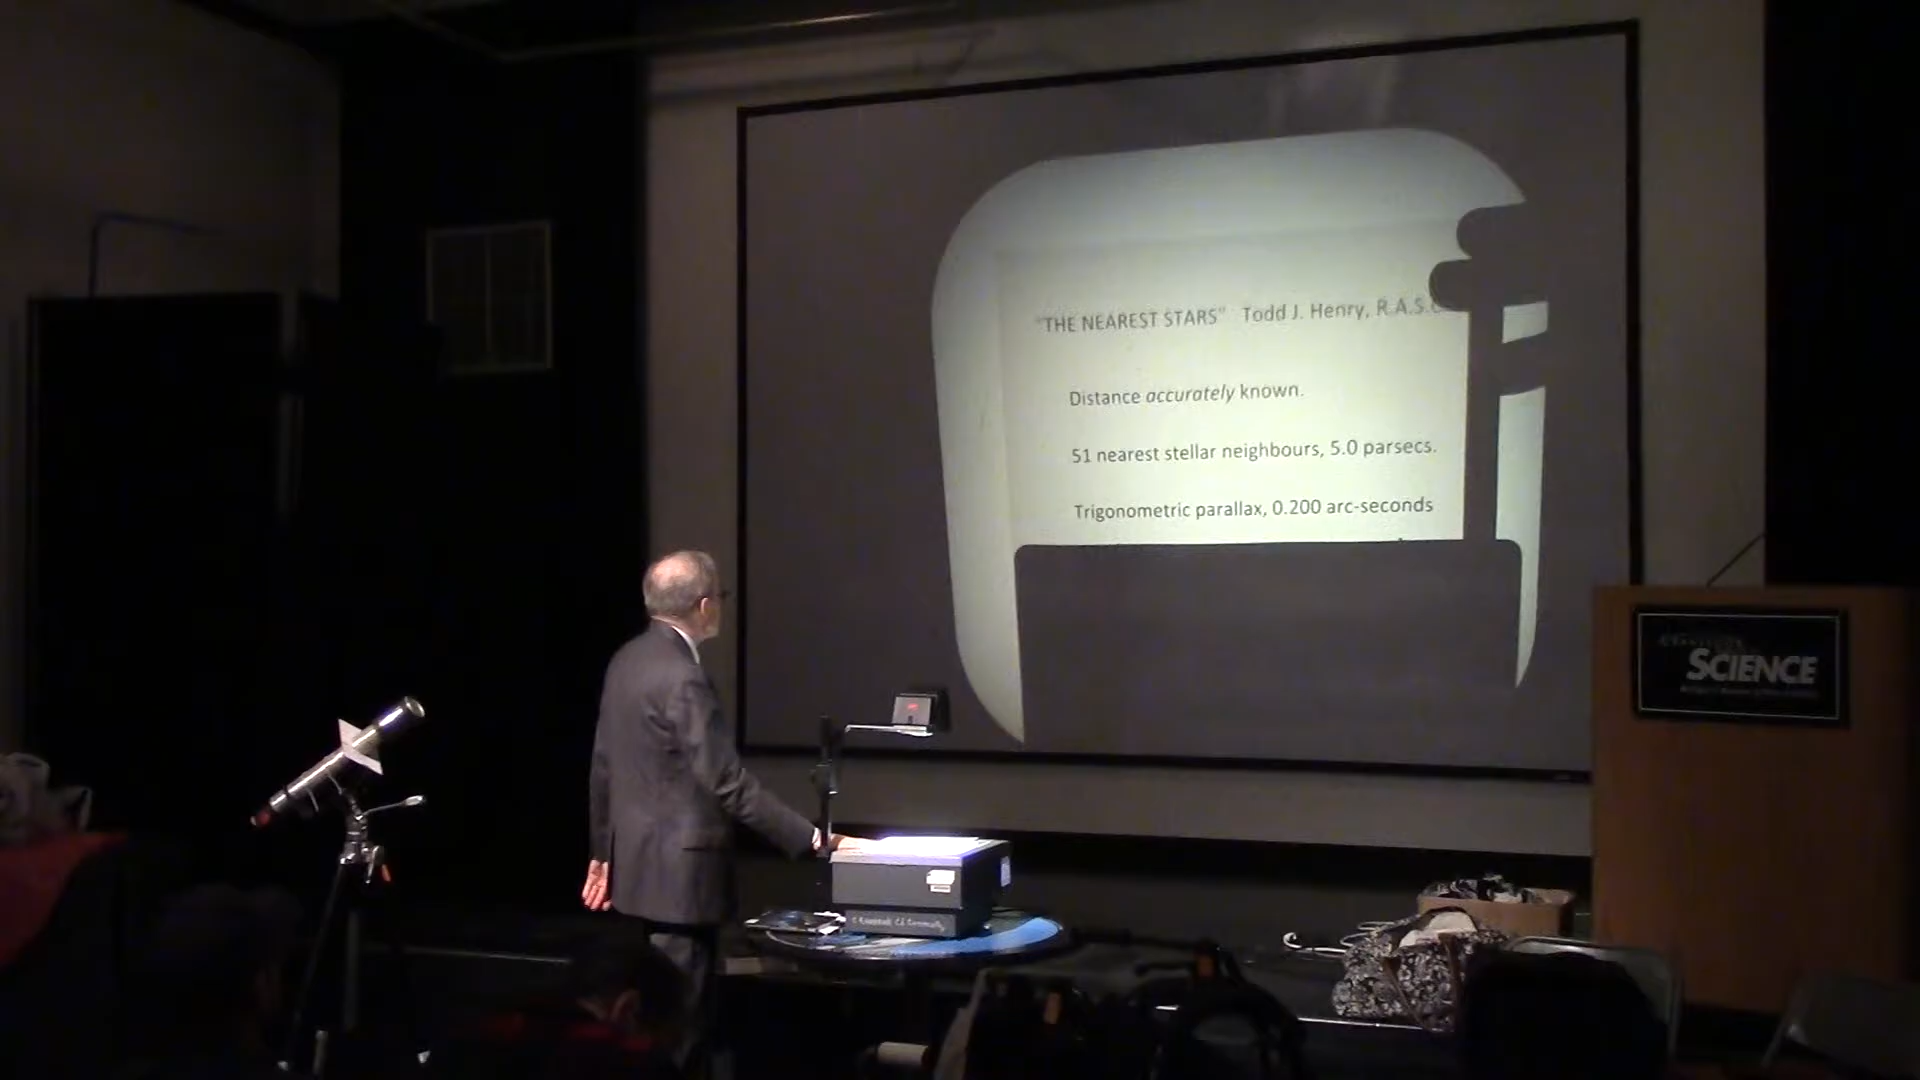 "THE NEAREST STARS" Todd J. Henry, R.A.S.
Distance accurately known.
51 nearest stellar neighbours, 5.0 parsecs.
Trigonometric parallax, 0.200 arc-seconds
SCIENCE